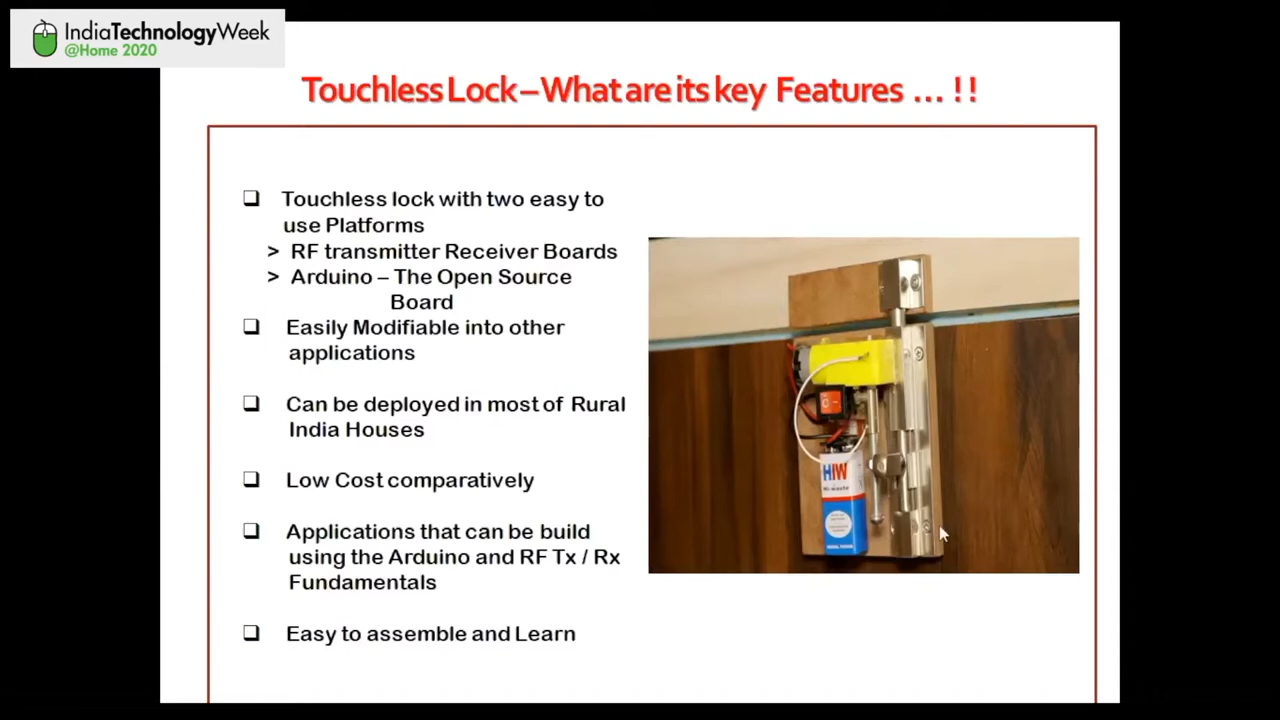 IndiaTechnologyWeek
@Home 2020
Touchless Lock – What are its key Features ... !!
❑ Touchless lock with two easy to
use Platforms
> RF transmitter Receiver Boards
> Arduino – The Open Source
Board
❑ Easily Modifiable into other
applications
❑ Can be deployed in most of Rural
India Houses
❑ Low Cost comparatively
❑ Applications that can be build
using the Arduino and RF Tx / Rx
Fundamentals
❑ Easy to assemble and Learn
HIW